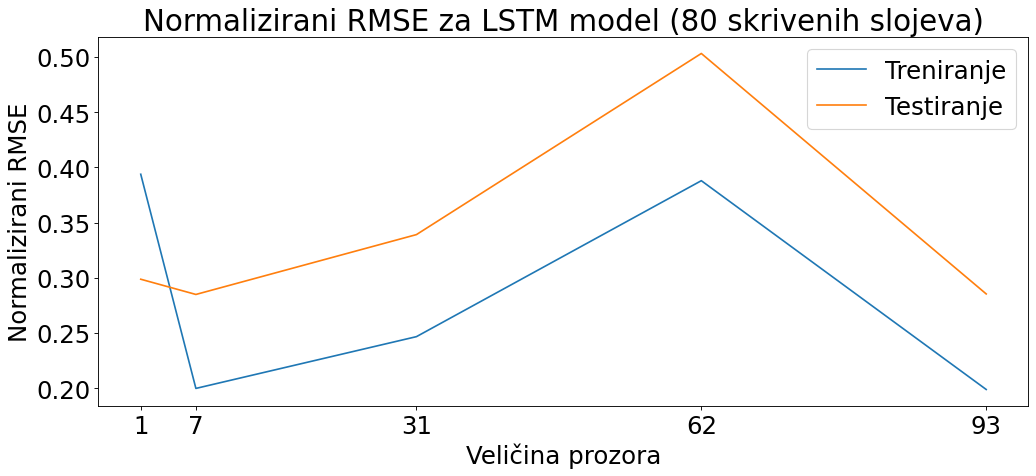 Normalizirani RMSE za LSTM model (80 skrivenih slojeva)
Normalizirani RMSE
0.50
0.45
0.40
0.35
0.30
0.25
0.20
Treniranje
Testiranje
1 7 31 62 93
Veličina prozora